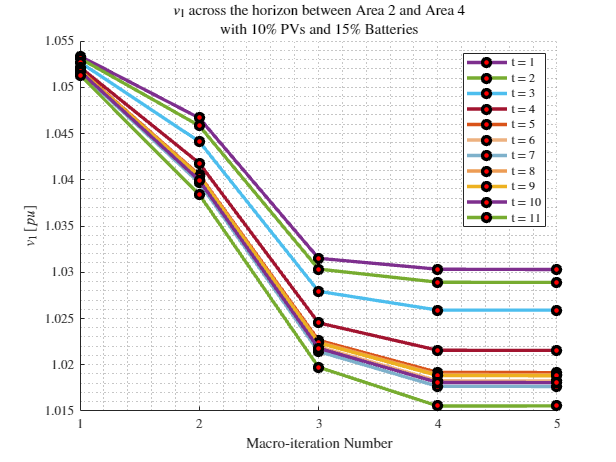 v₁ across the horizon between Area 2 and Area 4
with 10% PVs and 15% Batteries
1.055
1.05
1.045
1.04
1.035
1.03
1.025
1.02
1.015
v₁ [pu]
1
2
3
4
5
Macro-iteration Number
t = 1
t = 2
t = 3
t = 4
t = 5
t = 6
t = 7
t = 8
t = 9
t = 10
t = 11